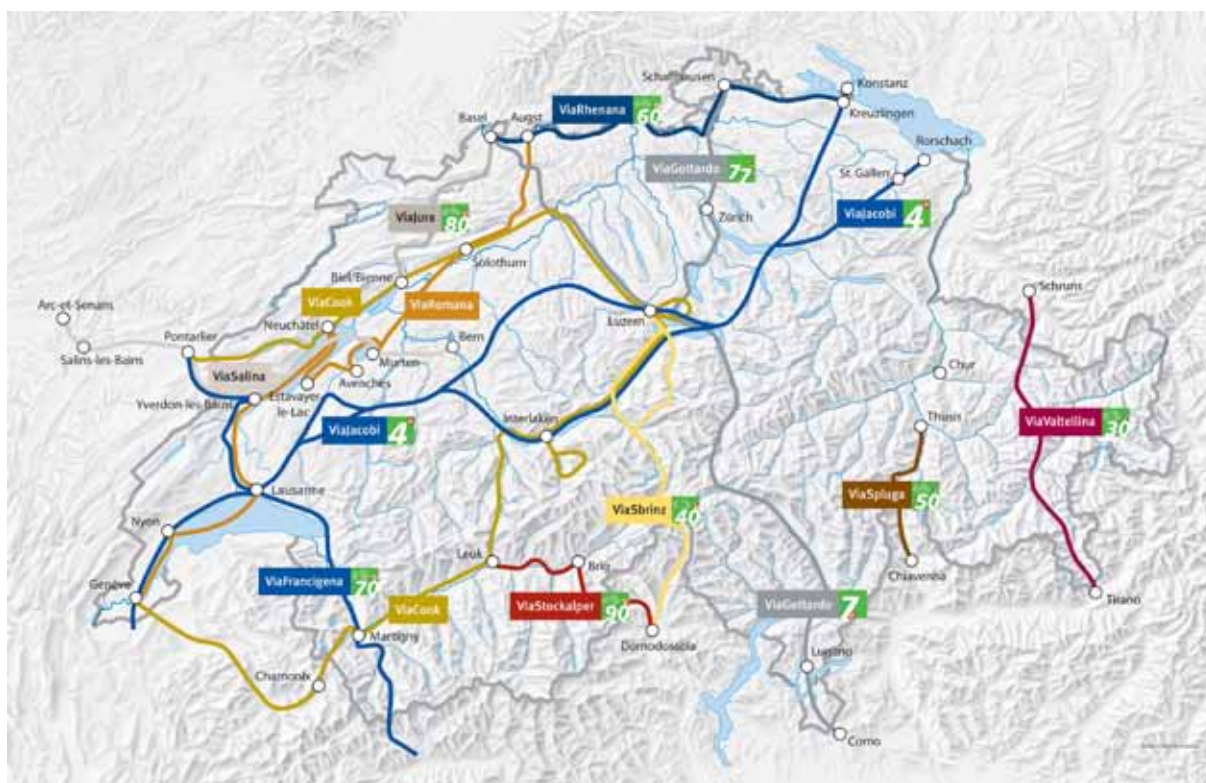 Schaffhausen
Konstanz
Kreuzlingen
Basel
Augst
ViaRhenana
60
Rorschach
St. Gallen
ViaGottardo
77
ViaJacobi
4
Zürich
ViaJura
80
Solothurn
Biel/Bienne
ViaCook
ViaRomana
Arc-et-Senans
Neuchâtel
Luzern
Schruns
Salins-les-Bains
Pontarlier
Bern
Murten
Avenches
ViaSalina
Chur
Yverdon-les-Bains
Estavayer
le-Lac
Interlaken
Thusis
ViaJacobi
4
ViaValtellina
30
Lausanne
ViaSpluga
50
ViaSbrinz
40
Nyon
Leuk
Brig
Chiavenna
Genève
ViaFrancigena
70
ViaCook
ViaStockalper
90
ViaGottardo
7
Tirano
Martigny
Domodossola
Lugano
Chamonix
Como